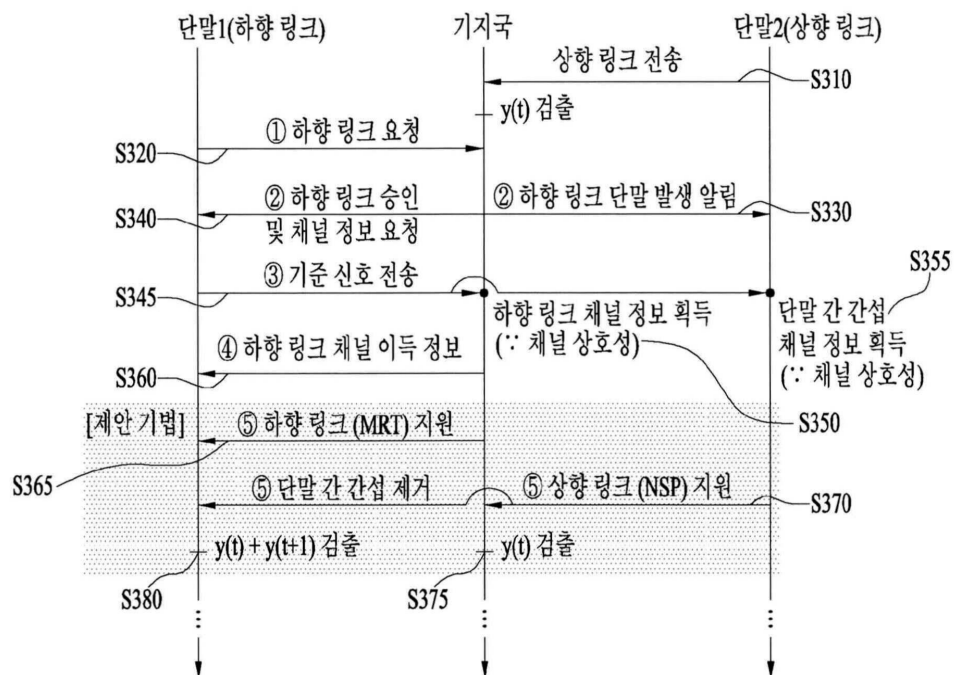 단말1(하향 링크)
기지국
단말2(상향 링크)
상향 링크 전송
S310
y(t) 검출
① 하향 링크 요청
S320
② 하향 링크 승인
및 채널 정보 요청
② 하향 링크 단말 발생 알림
S340
S330
③ 기준 신호 전송
S345
S355
하향 링크 채널 정보 획득
(∵ 채널 상호성)
단말 간 간섭
채널 정보 획득
(∵ 채널 상호성)
④ 하향 링크 채널 이득 정보
S360
S350
[제안 기법]
⑤ 하향 링크 (MRT) 지원
S365
⑤ 단말 간 간섭 제거
⑤ 상향 링크 (NSP) 지원
S370
y(t) + y(t+1) 검출
y(t) 검출
S380
S375